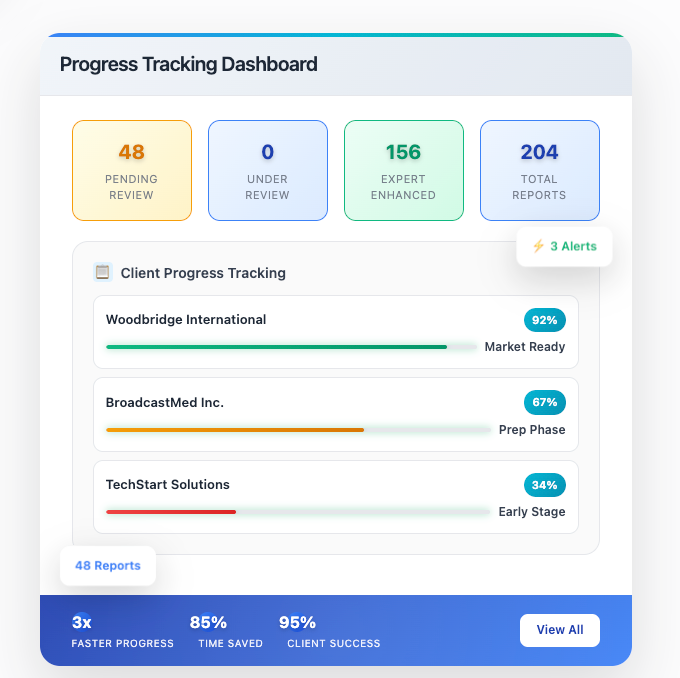 Progress Tracking Dashboard
48
PENDING
REVIEW
0
UNDER
REVIEW
156
EXPERT
ENHANCED
204
TOTAL
REPORTS
⚡ 3 Alerts
Client Progress Tracking
Woodbridge International
92%
Market Ready
BroadcastMed Inc.
67%
Prep Phase
TechStart Solutions
34%
Early Stage
48 Reports
3x
FASTER PROGRESS
85%
TIME SAVED
95%
CLIENT SUCCESS
View All